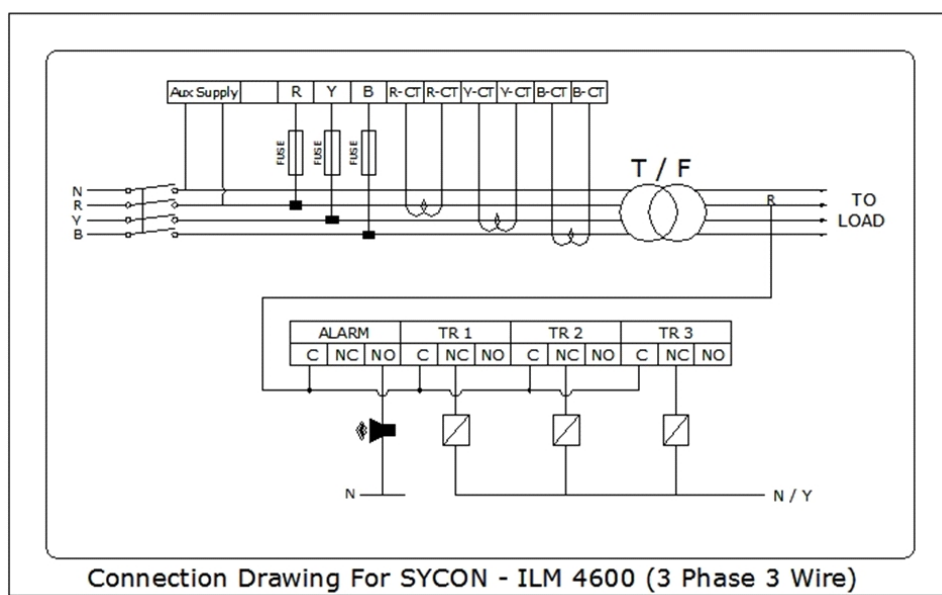 Aux Supply R Y B R-CT R-CT Y-CT Y-CT B-CT B-CT
FUSE FUSE FUSE
T / F
N
R
Y
B
R
TO
LOAD
ALARM TR 1 TR 2 TR 3
C NC NO C NC NO C NC NO C NC NO
N N / Y
Connection Drawing For SYCON - ILM 4600 (3 Phase 3 Wire)